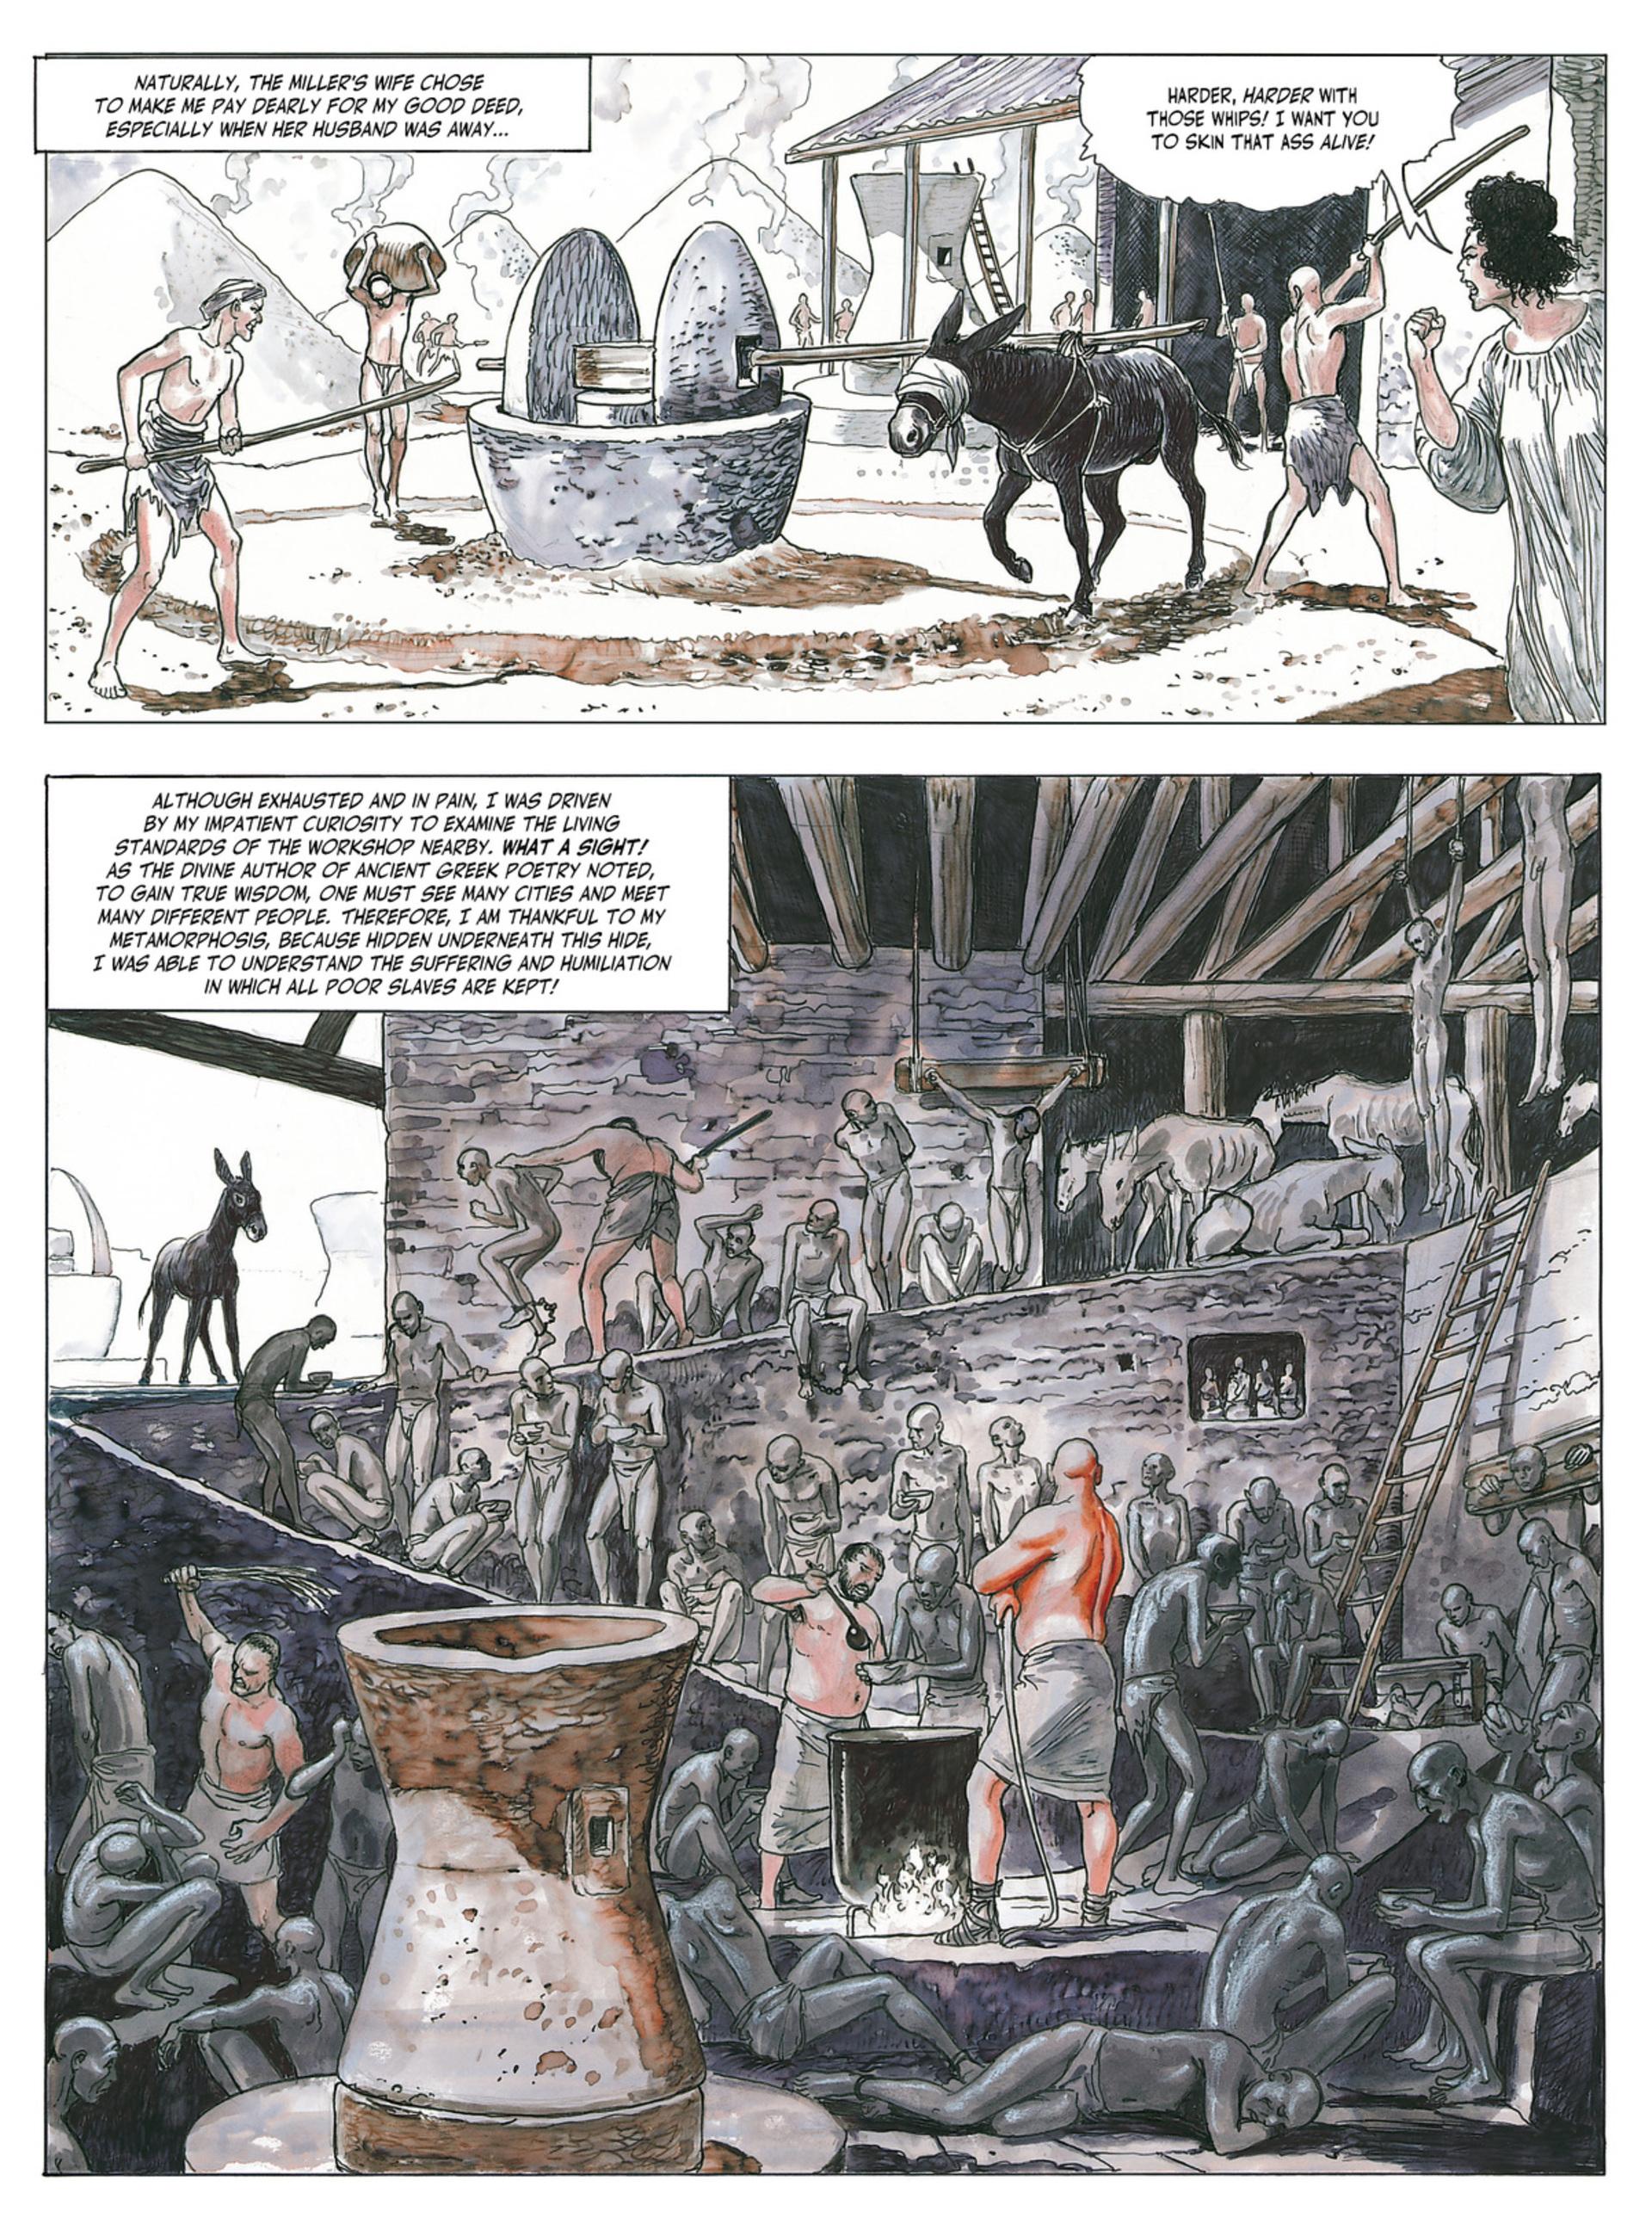 NATURALLY, THE MILLER'S WIFE CHOSE
TO MAKE ME PAY DEARLY FOR MY GOOD DEED,
ESPECIALLY WHEN HER HUSBAND WAS AWAY...
HARDER, HARDER WITH
THOSE WHIPS! I WANT YOU
TO SKIN THAT ASS ALIVE!
ALTHOUGH EXHAUSTED AND IN PAIN, I WAS DRIVEN
BY MY IMPATIENT CURIOSITY TO EXAMINE THE LIVING
STANDARDS OF THE WORKSHOP NEARBY. WHAT A SIGHT!
AS THE DIVINE AUTHOR OF ANCIENT GREEK POETRY NOTED,
TO GAIN TRUE WISDOM, ONE MUST SEE MANY CITIES AND MEET
MANY DIFFERENT PEOPLE. THEREFORE, I AM THANKFUL TO MY
METAMORPHOSIS, BECAUSE HIDDEN UNDERNEATH THIS HIDE,
I WAS ABLE TO UNDERSTAND THE SUFFERING AND HUMILIATION
IN WHICH ALL POOR SLAVES ARE KEPT!